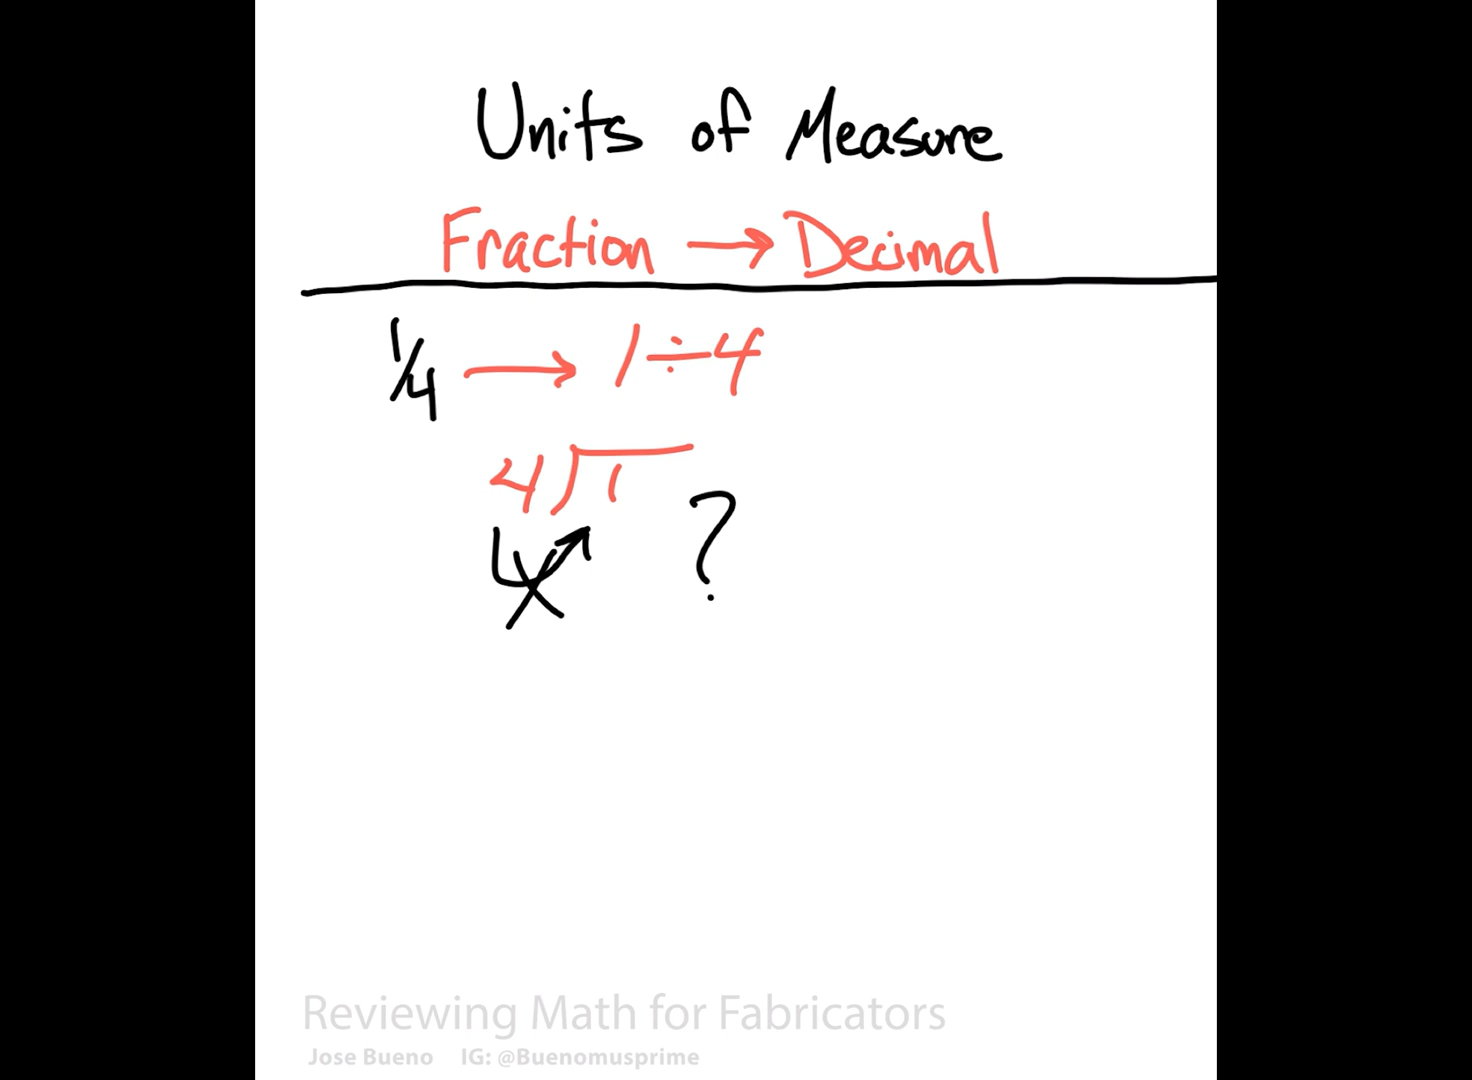 Units of Measure
Fraction → Decimal
1/4 → 1÷4
4⟌1
4 ?
Reviewing Math for Fabricators
Jose Bueno IG: @Buenomusprime